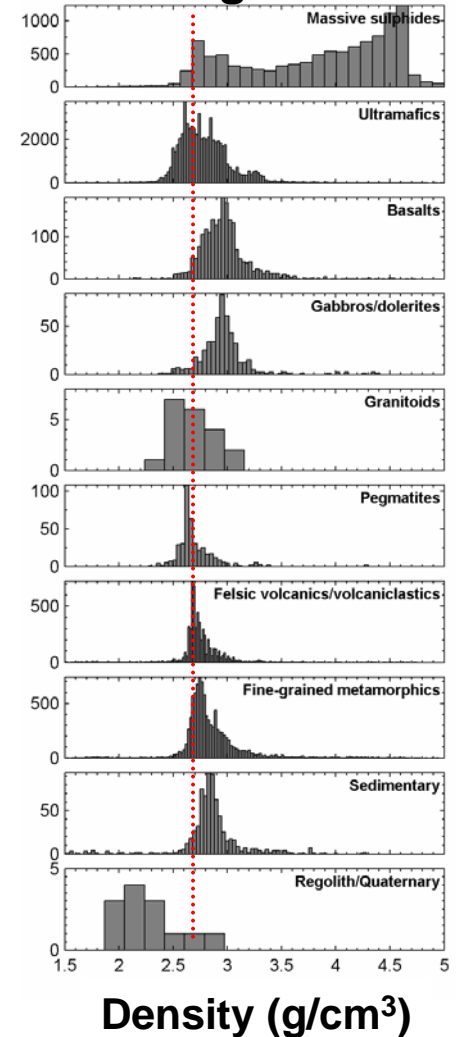 1000
500
0
Massive sulphides
2000
0
Ultramafics
100
0
Basalts
50
0
Gabbros/dolerites
5
0
Granitoids
100
50
0
Pegmatites
500
0
Felsic volcanics/volcaniclastics
500
0
Fine-grained metamorphics
50
0
Sedimentary
5
0
Regolith/Quaternary
1.5 2 2.5 3 3.5 4 4.5 5
Density (g/cm³)